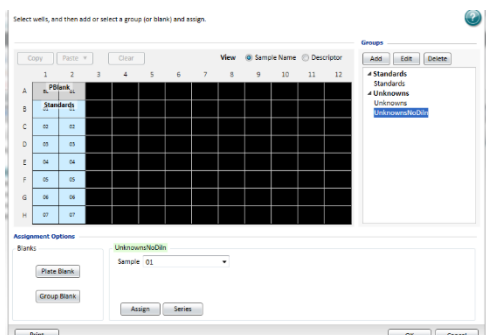 Select wells, and then add or select a group (or blank) and assign.
Groups
Copy Paste Clear View Sample Name Descriptor
Add Edit Delete
1 2 3 4 5 6 7 8 9 10 11 12
Standards
Standards
Unknowns
Unknowns
UnknownsNoDiln
A PBlank
B Standards
C 02 02
D 03 03
E 04 04
F 05 05
G 06 06
H 07 07
Assignment Options
Blanks
UnknownsNoDiln
Plate Blank
Sample 01
Group Blank
Assign Series
Print OK Cancel